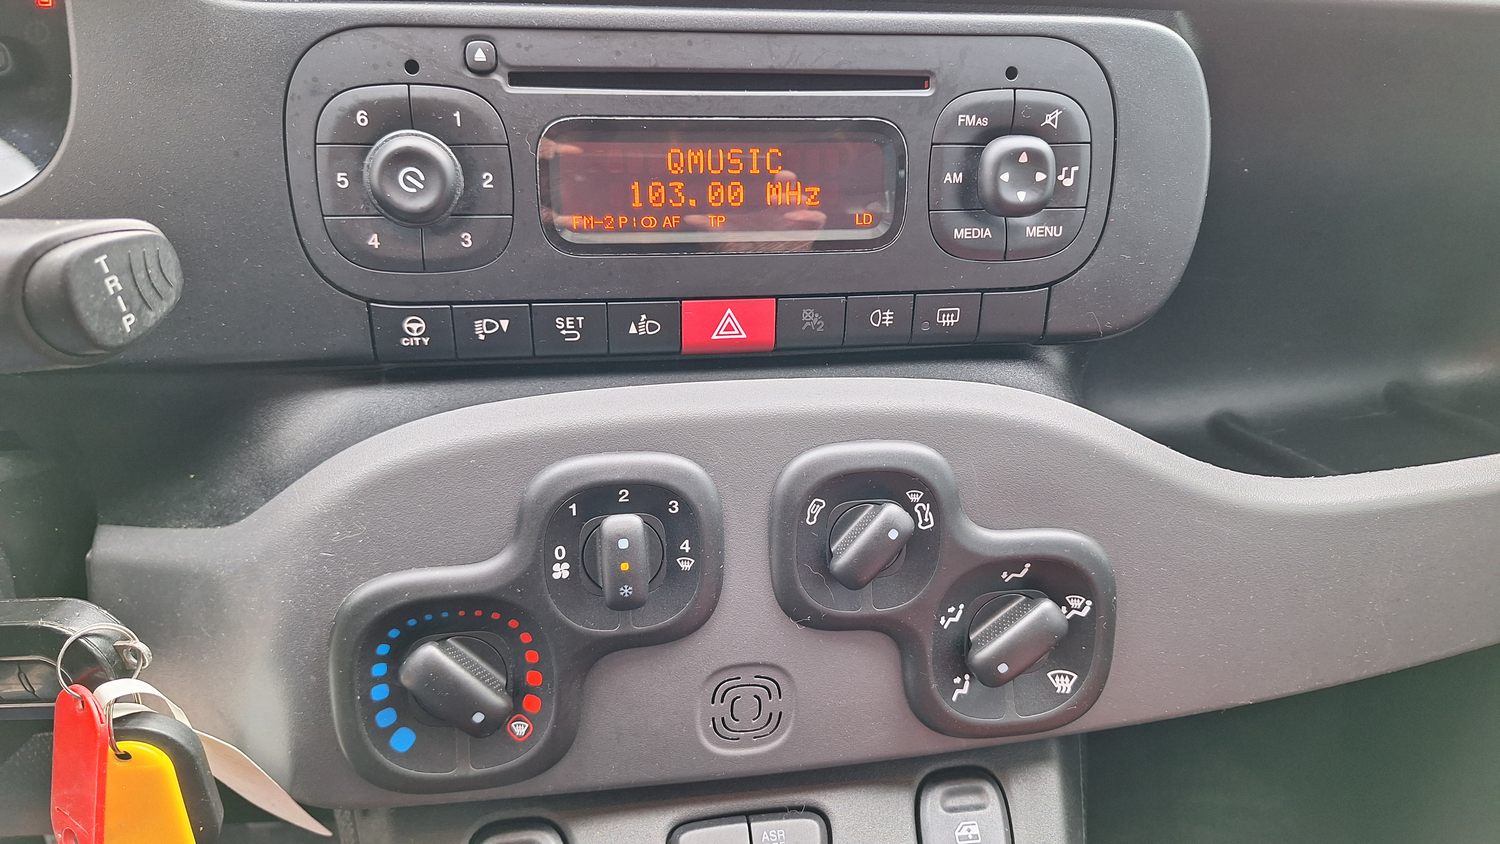 6 1
5 2
4 3
QMUSIC
103.00 MHz
FM-2 P AF TP LD
FMAS
AM
MEDIA MENU
TRIP
CITY
SET
2
0 1 2 3 4
ASR